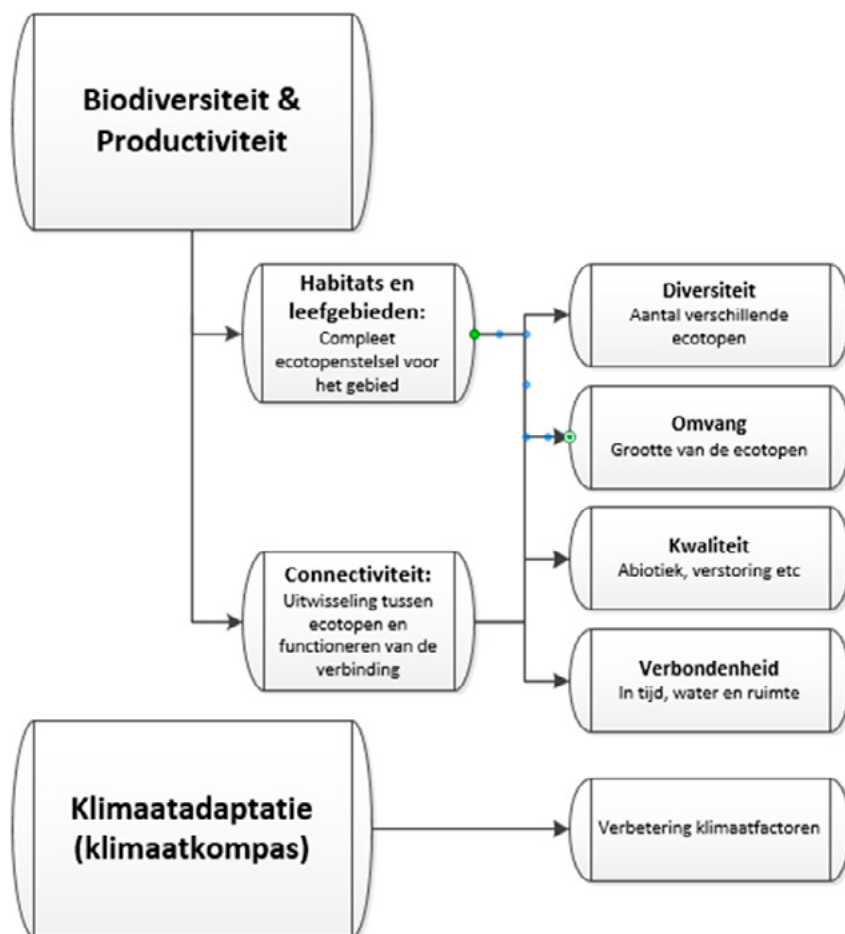 Biodiversiteit &
Productiviteit
Habitats en
leefgebieden:
Compleet
ecotopenstelsel voor
het gebied
Diversiteit
Aantal verschillende
ecotopen
Omvang
Grootte van de ecotopen
Kwaliteit
Abiotiek, verstoring etc
Connectiviteit:
Uitwisseling tussen
ecotopen en
functioneren van de
verbinding
Verbondenheid
In tijd, water en ruimte
Klimaatadaptatie
(klimaatkompas)
Verbetering klimaatfactoren